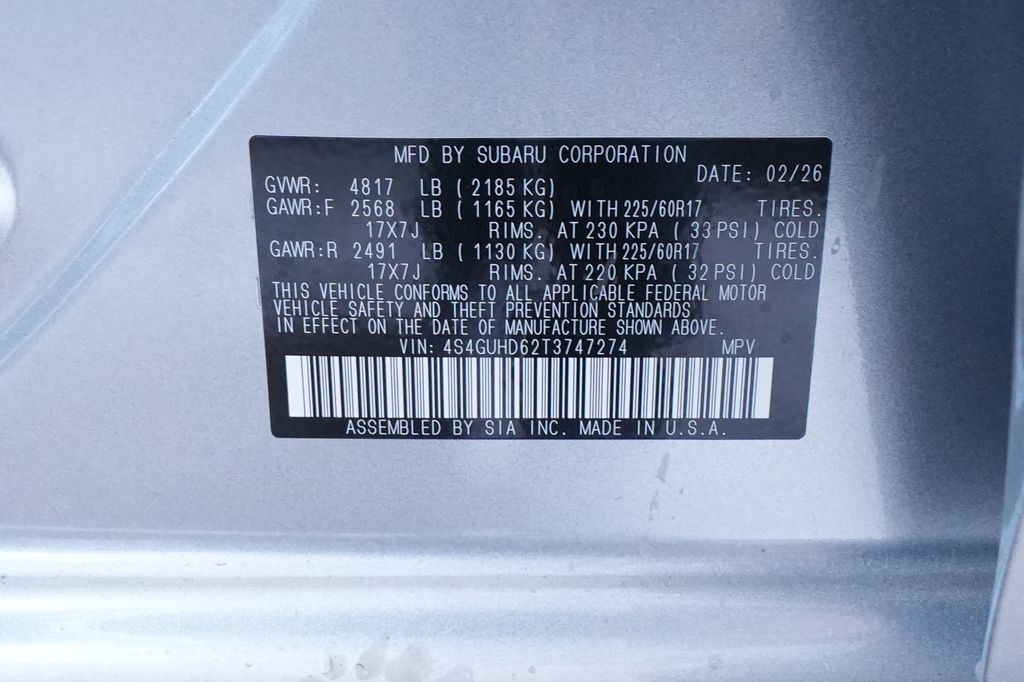 MFD BY SUBARU CORPORATION
DATE: 02/26
GVWR: 4817 LB ( 2185 KG)
GAWR:F 2568 LB ( 1165 KG) WITH 225/60R17 TIRES.
17X7J RIMS. AT 230 KPA ( 33 PSI) COLD
GAWR:R 2491 LB ( 1130 KG) WITH 225/60R17 TIRES.
17X7J RIMS. AT 220 KPA ( 32 PSI) COLD
THIS VEHICLE CONFORMS TO ALL APPLICABLE FEDERAL MOTOR
VEHICLE SAFETY AND THEFT PREVENTION STANDARDS
IN EFFECT ON THE DATE OF MANUFACTURE SHOWN ABOVE.
VIN: 4S4GUHD62T3747274 MPV
ASSEMBLED BY SIA INC. MADE IN U.S.A.